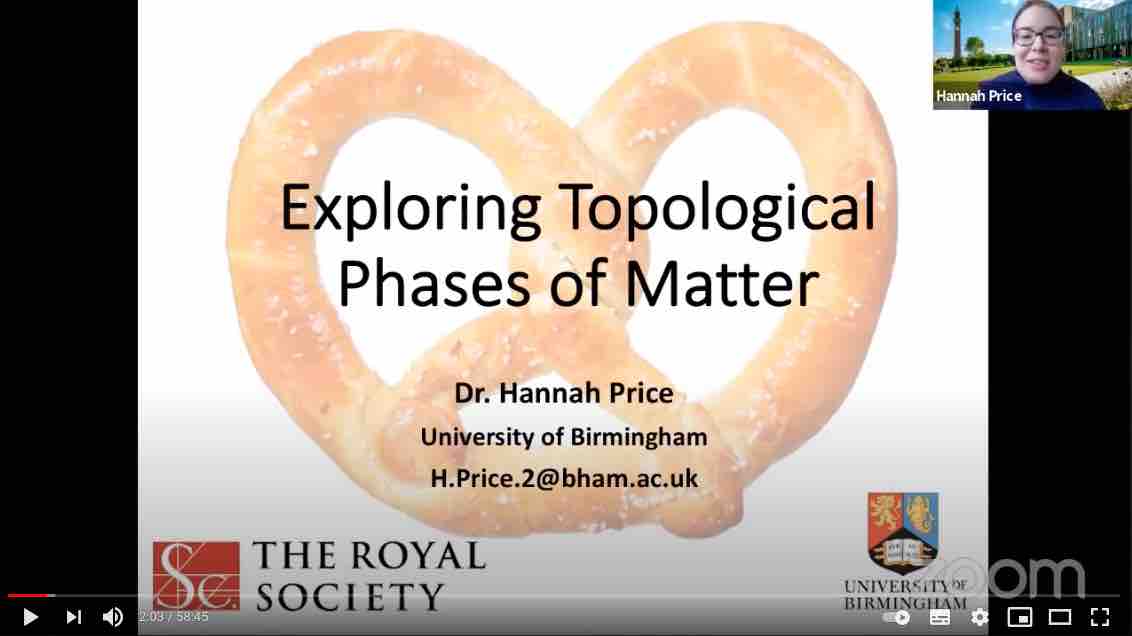 Hannah Price
Exploring Topological
Phases of Matter
Dr. Hannah Price
University of Birmingham
H.Price.2@bham.ac.uk
THE ROYAL
SOCIETY
UNIVERSITY OF
BIRMINGHAM
zoom
2:03 / 58:45